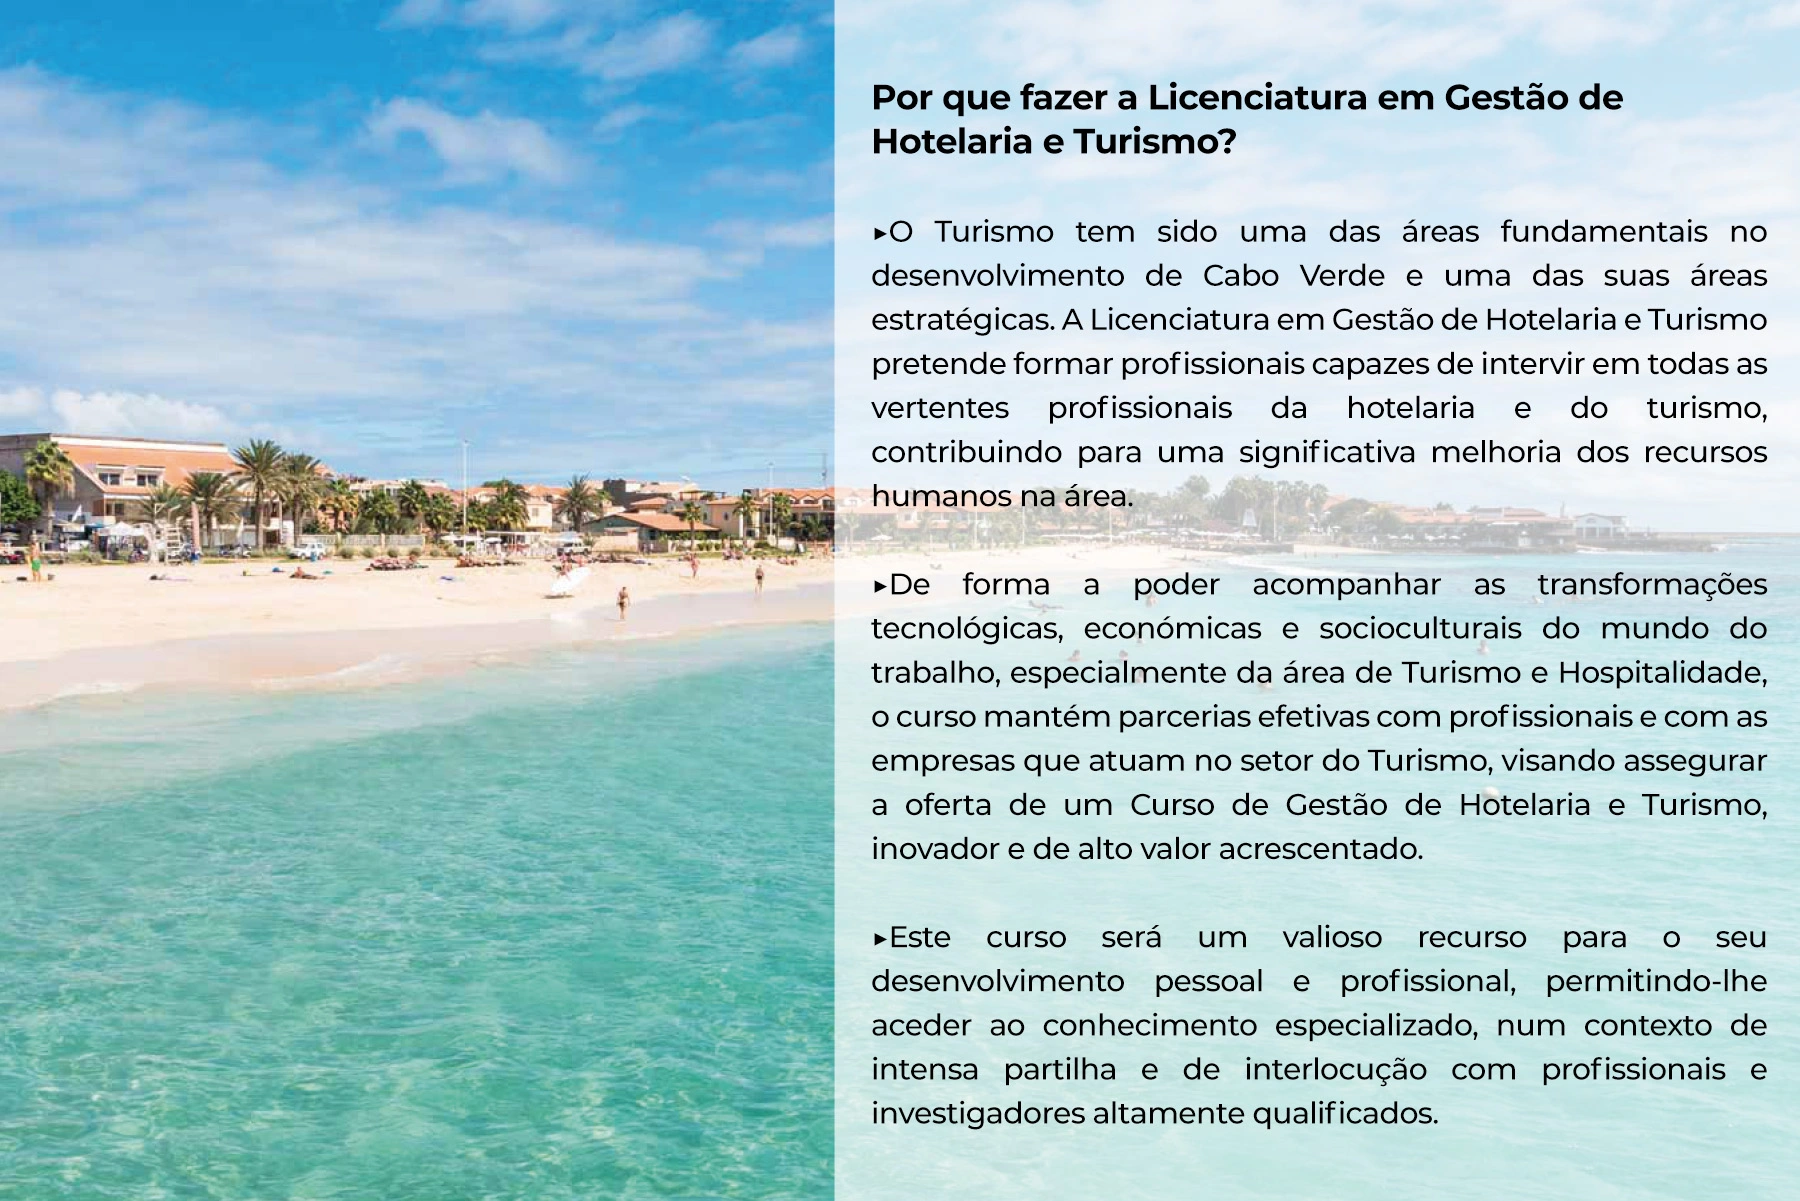 Por que fazer a Licenciatura em Gestão de
Hotelaria e Turismo?
▸O Turismo tem sido uma das áreas fundamentais no
desenvolvimento de Cabo Verde e uma das suas áreas
estratégicas. A Licenciatura em Gestão de Hotelaria e Turismo
pretende formar profissionais capazes de intervir em todas as
vertentes profissionais da hotelaria e do turismo,
contribuindo para uma significativa melhoria dos recursos
humanos na área.
▸De forma a poder acompanhar as transformações
tecnológicas, económicas e socioculturais do mundo do
trabalho, especialmente da área de Turismo e Hospitalidade,
o curso mantém parcerias efetivas com profissionais e com as
empresas que atuam no setor do Turismo, visando assegurar
a oferta de um Curso de Gestão de Hotelaria e Turismo,
inovador e de alto valor acrescentado.
▸Este curso será um valioso recurso para o seu
desenvolvimento pessoal e profissional, permitindo-lhe
aceder ao conhecimento especializado, num contexto de
intensa partilha e de interlocução com profissionais e
investigadores altamente qualificados.